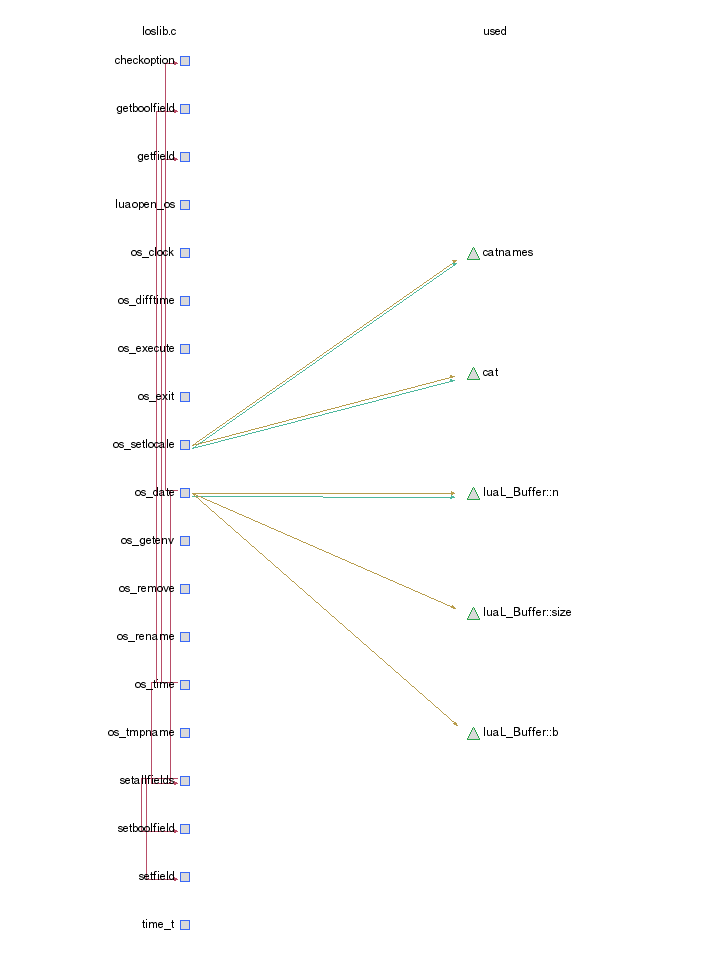 loslib.c
used
checkoption
getboolfield
getfield
luaopen_os
os_clock
catnames
os_difftime
os_execute
cat
os_exit
os_setlocale
os_date
luaL_Buffer::n
os_getenv
os_remove
luaL_Buffer::size
os_rename
os_time
os_tmpname
luaL_Buffer::b
setallfields
setboolfield
setfield
time_t